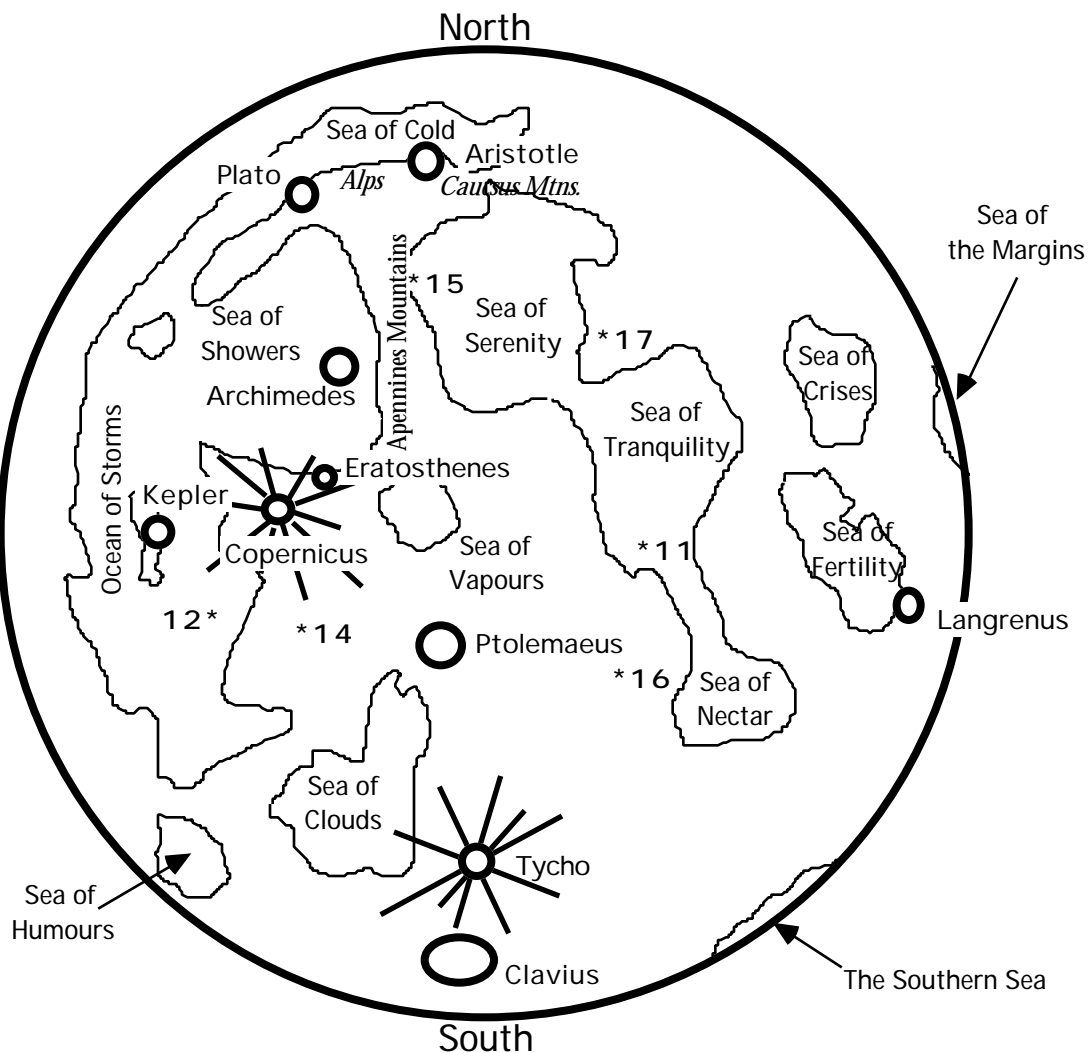 North
Sea of Cold
Aristotle
Plato
Alps
Caucsus Mtns.
Sea of
the Margins
Apennines Mountains
*15
Sea of
Serenity
Sea of
Showers
*17
Sea of
Crises
Archimedes
Sea of
Tranquility
Ocean of Storms
Eratosthenes
Kepler
Copernicus
Sea of
Vapours
*11
Sea of
Fertility
12*
*14
Langrenus
Ptolemaeus
*16
Sea of
Nectar
Sea of
Clouds
Tycho
Sea of
Humours
Clavius
The Southern Sea
South